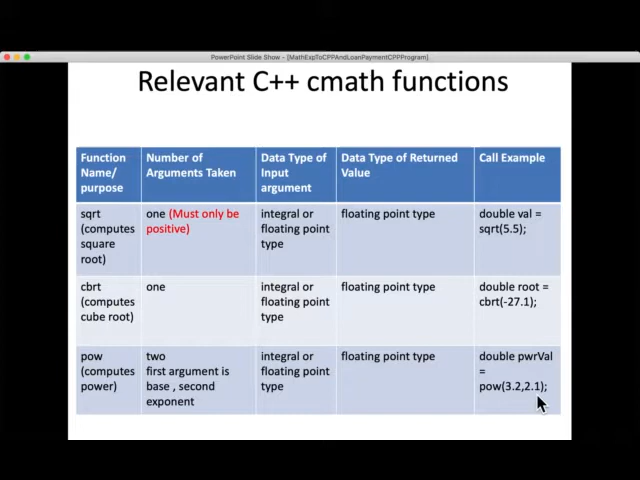 PowerPoint Slide Show - [MathExpToCPPAndLoanPaymentCPPProgram]
Relevant C++ cmath functions
Function
Name/
purpose
Number of
Arguments Taken
Data Type of
Input
argument
Data Type of Returned
Value
Call Example
sqrt
(computes
square
root)
one (Must only be
positive)
integral or
floating point
type
floating point type
double val =
sqrt(5.5);
cbrt
(computes
cube root)
one
integral or
floating point
type
floating point type
double root =
cbrt(-27.1);
pow
(computes
power)
two
first argument is
base , second
exponent
integral or
floating point
type
floating point type
double pwrVal
=
pow(3.2,2.1);